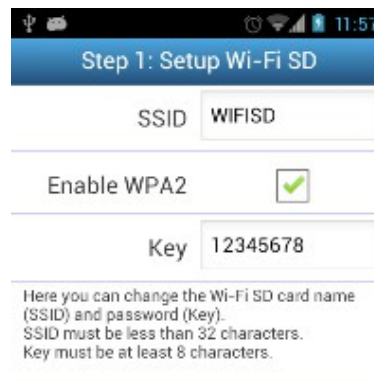 11:57
Step 1: Setup Wi-Fi SD
SSID WIFISD
Enable WPA2
Key 12345678
Here you can change the Wi-Fi SD card name
(SSID) and password (Key).
SSID must be less than 32 characters.
Key must be at least 8 characters.